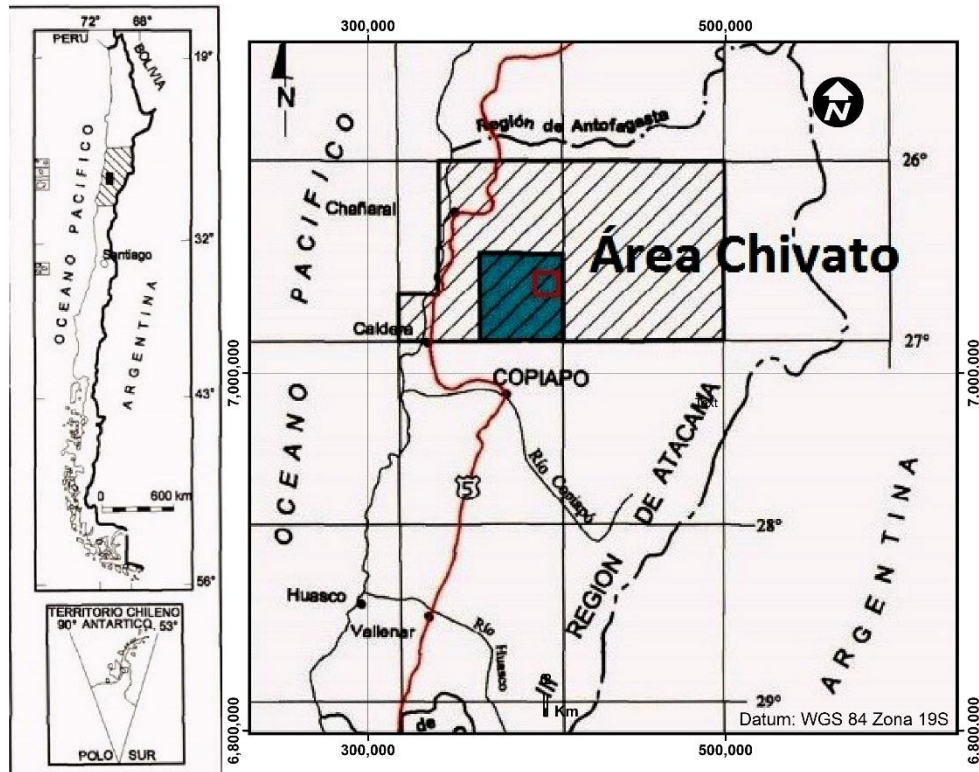 72° 68°
PERU
BOLIVIA
19°
OCEANO PACIFICO
32°
Santiago
ARGENTINA
43°
0 600 km
56°
TERRITORIO CHILENO
ANTARTICO
90° 53°
POLO SUR
300,000 500,000
N
N
OCEANO PACIFICO
Región de Antofagasta
26°
Chañaral
Área Chivato
Caldera
27°
7,000,000 7,000,000
COPIAPO
Río Copiapó
5
REGION DE ATACAMA
ARGENTINA
28°
Huasco
Vallenar
Río Huasco
29°
Km
de
Datum: WGS 84 Zona 19S
6,800,000 6,800,000
300,000 500,000